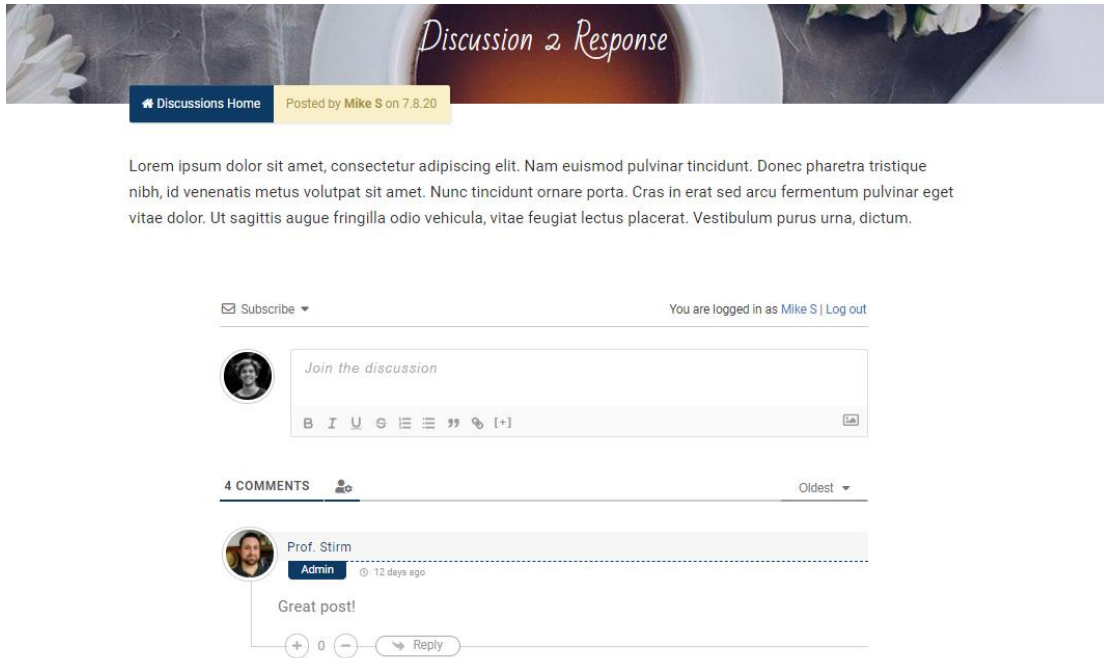 Discussion 2 Response
Discussions Home
Posted by Mike S on 7.8.20
Lorem ipsum dolor sit amet, consectetur adipiscing elit. Nam euismod pulvinar tincidunt. Donec pharetra tristique
nibh, id venenatis metus volutpat sit amet. Nunc tincidunt ornare porta. Cras in erat sed arcu fermentum pulvinar eget
vitae dolor. Ut sagittis augue fringilla odio vehicula, vitae feugiat lectus placerat. Vestibulum purus urna, dictum.
Subscribe
You are logged in as Mike S | Log out
Join the discussion
B I U S [+]
4 COMMENTS
Oldest
Prof. Stirm
Admin
12 days ago
Great post!
+ 0 −
Reply